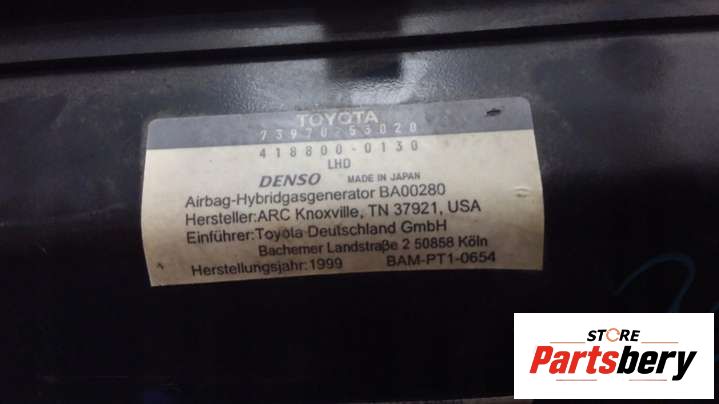 TOYOTA
73970-53020
418800-0130
LHD
DENSO MADE IN JAPAN
Airbag-Hybridgasgenerator BA00280
Hersteller:ARC Knoxville, TN 37921, USA
Einführer:Toyota-Deutschland GmbH
Bachemer Landstraße 2 50858 Köln
Herstellungsjahr:1999 BAM-PT1-0654
STORE
Partsbery